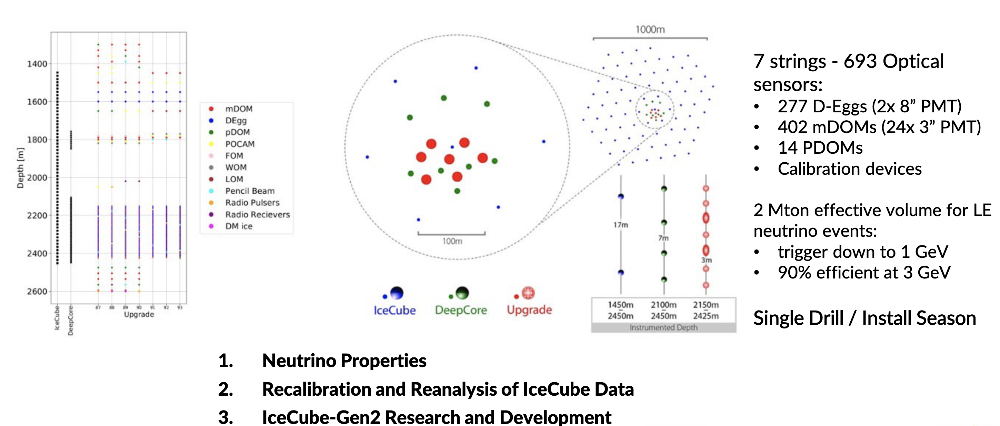 1400
1600
1800
2000
2200
2400
2600
Depth [m]
IceCube
DeepCore
87
88
89
90
91
92
93
Upgrade
mDOM
DEgg
pDOM
POCAM
FOM
WOM
LOM
Pencil Beam
Radio Pulsers
Radio Recievers
DM ice
100m
IceCube
DeepCore
Upgrade
1000m
17m
7m
3m
1450m
–
2450m
2100m
–
2450m
2150m
–
2425m
Instrumented Depth
7 strings - 693 Optical
sensors:
• 277 D-Eggs (2x 8” PMT)
• 402 mDOMs (24x 3” PMT)
• 14 PDOMs
• Calibration devices
2 Mton effective volume for LE
neutrino events:
• trigger down to 1 GeV
• 90% efficient at 3 GeV
Single Drill / Install Season
1. Neutrino Properties
2. Recalibration and Reanalysis of IceCube Data
3. IceCube-Gen2 Research and Development